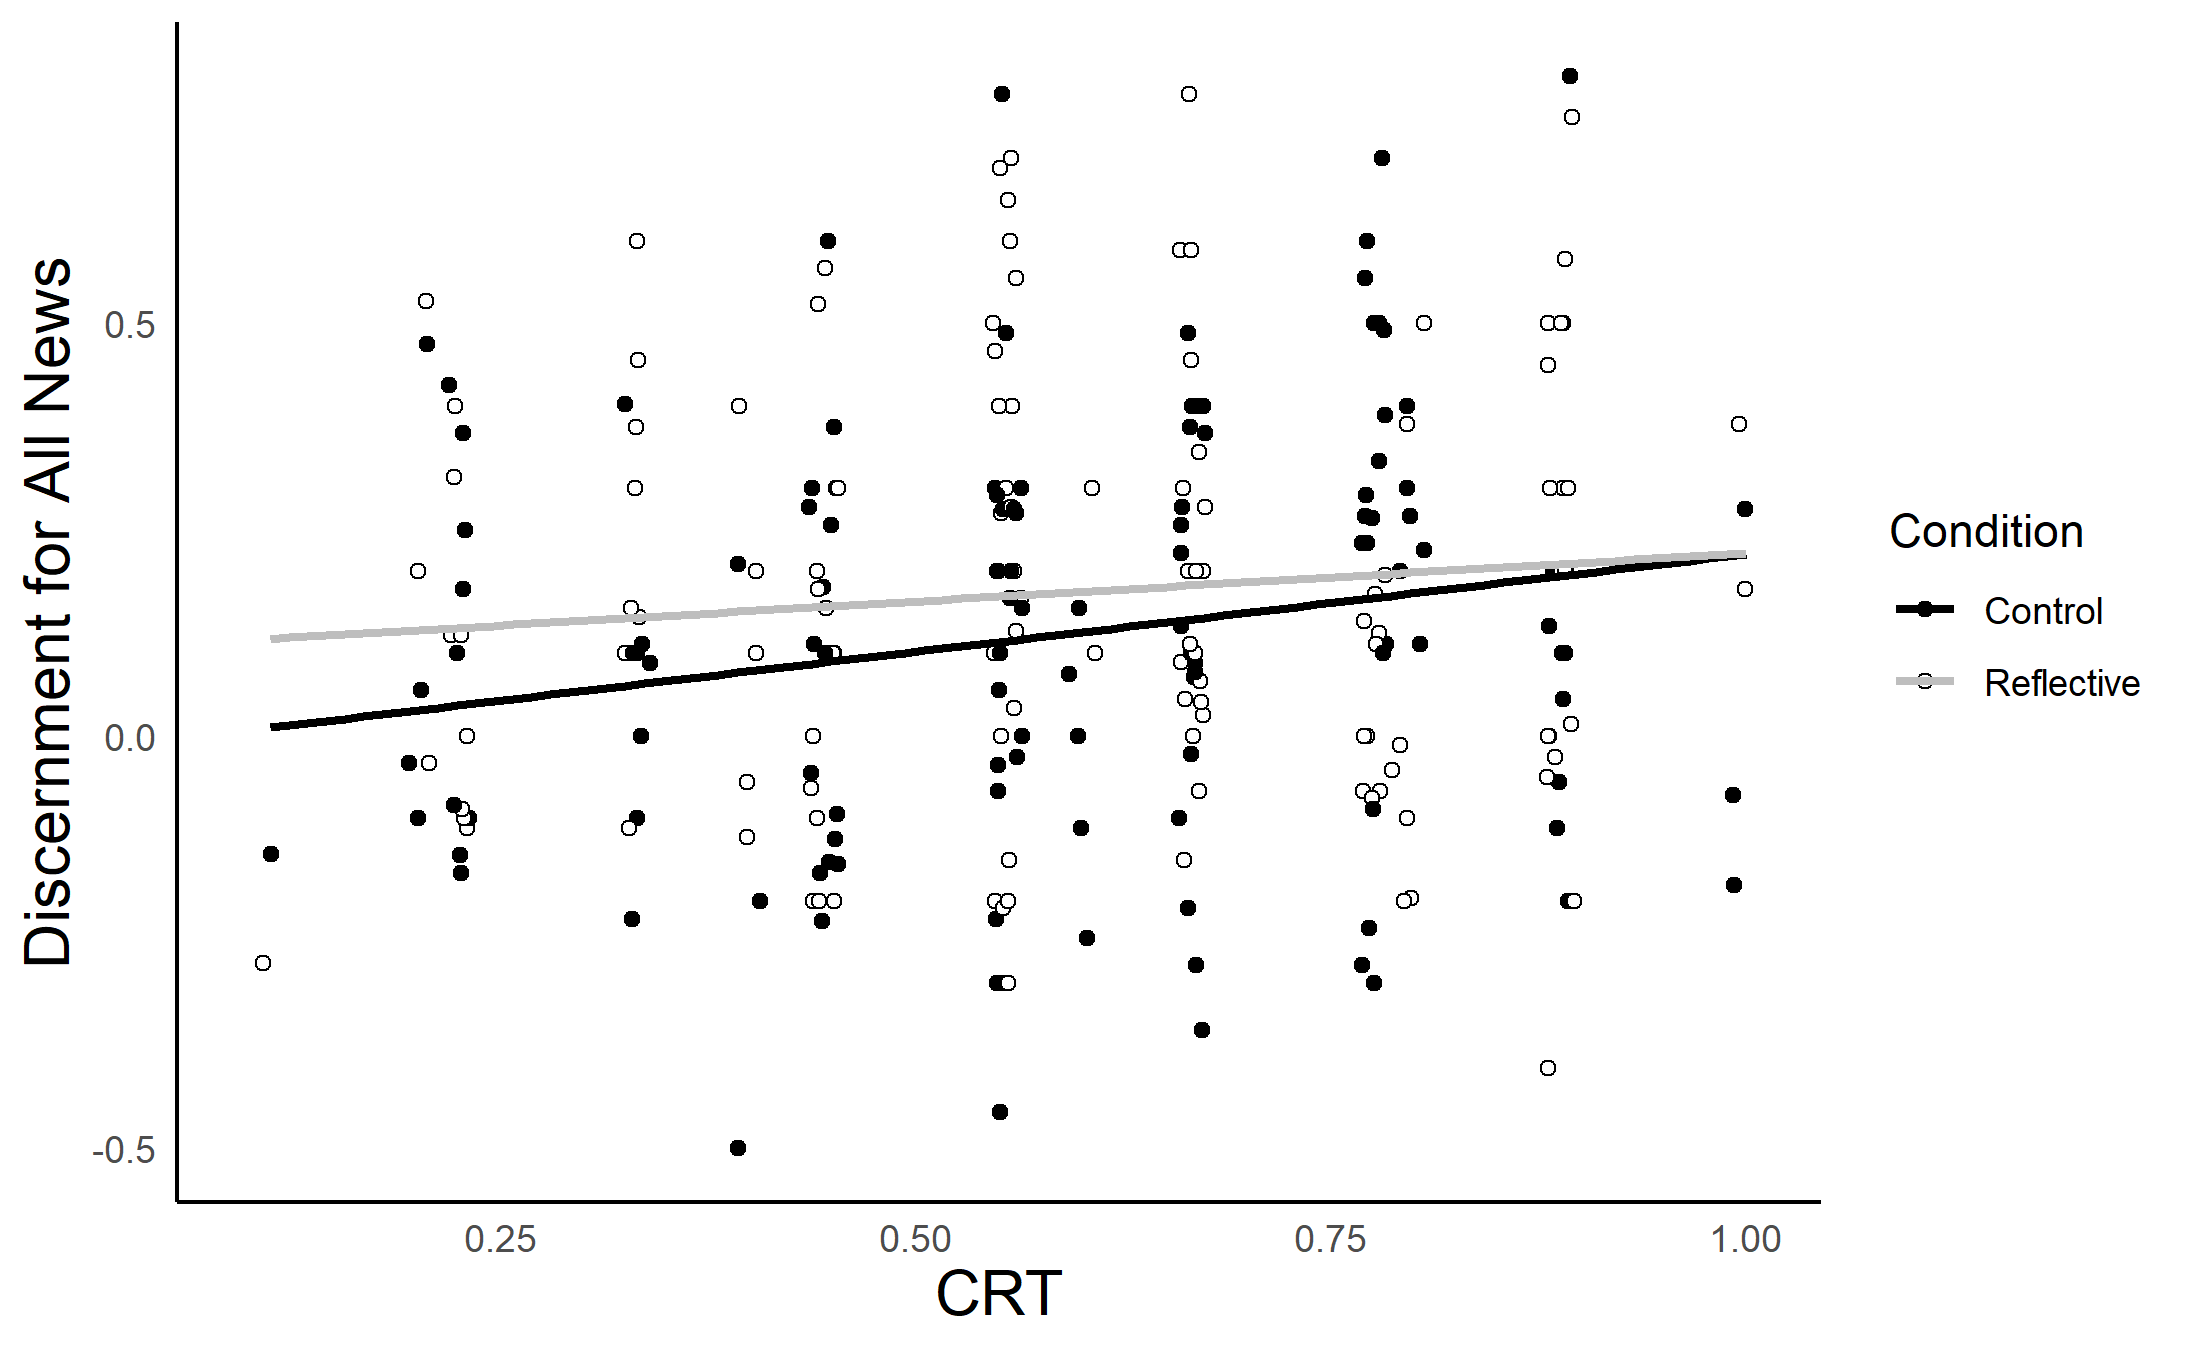 Discernment for All News
0.5
0.0
-0.5
0.25 0.50 0.75 1.00
CRT
Condition
Control
Reflective